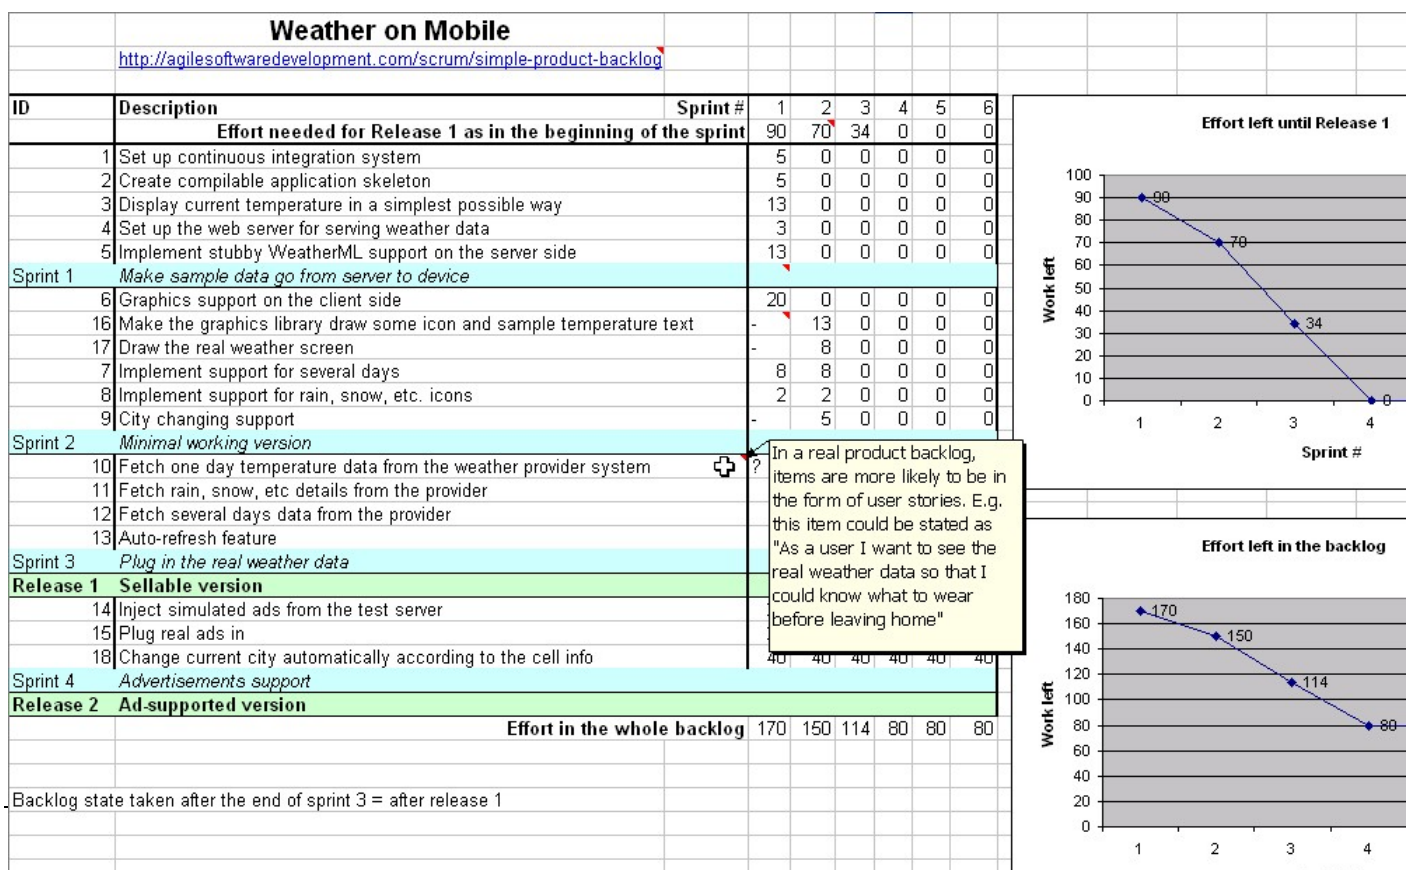 Weather on Mobile
http://agilesoftwaredevelopment.com/scrum/simple-product-backlog
ID Description Sprint # 1 2 3 4 5 6
Effort needed for Release 1 as in the beginning of the sprint 90 70 34 0 0 0
1 Set up continuous integration system 5 0 0 0 0 0
2 Create compilable application skeleton 5 0 0 0 0 0
3 Display current temperature in a simplest possible way 13 0 0 0 0 0
4 Set up the web server for serving weather data 3 0 0 0 0 0
5 Implement stubby WeatherML support on the server side 13 0 0 0 0 0
Sprint 1 Make sample data go from server to device
6 Graphics support on the client side 20 0 0 0 0 0
16 Make the graphics library draw some icon and sample temperature text - 13 0 0 0 0
17 Draw the real weather screen - 8 0 0 0 0
7 Implement support for several days 8 8 0 0 0 0
8 Implement support for rain, snow, etc. icons 2 2 0 0 0 0
9 City changing support - 5 0 0 0 0
Sprint 2 Minimal working version
10 Fetch one day temperature data from the weather provider system ?
11 Fetch rain, snow, etc details from the provider
12 Fetch several days data from the provider
13 Auto-refresh feature
Sprint 3 Plug in the real weather data
Release 1 Sellable version
14 Inject simulated ads from the test server
15 Plug real ads in
18 Change current city automatically according to the cell info 40 40 40 40 40 40
Sprint 4 Advertisements support
Release 2 Ad-supported version
Effort in the whole backlog 170 150 114 80 80 80
Backlog state taken after the end of sprint 3 = after release 1
In a real product backlog,
items are more likely to be in
the form of user stories. E.g.
this item could be stated as
"As a user I want to see the
real weather data so that I
could know what to wear
before leaving home"
Effort left until Release 1
Work left
100
90
80
70
60
50
40
30
20
10
0
90
70
34
0
1 2 3 4
Sprint #
Effort left in the backlog
Work left
180
160
140
120
100
80
60
40
20
0
170
150
114
80
1 2 3 4